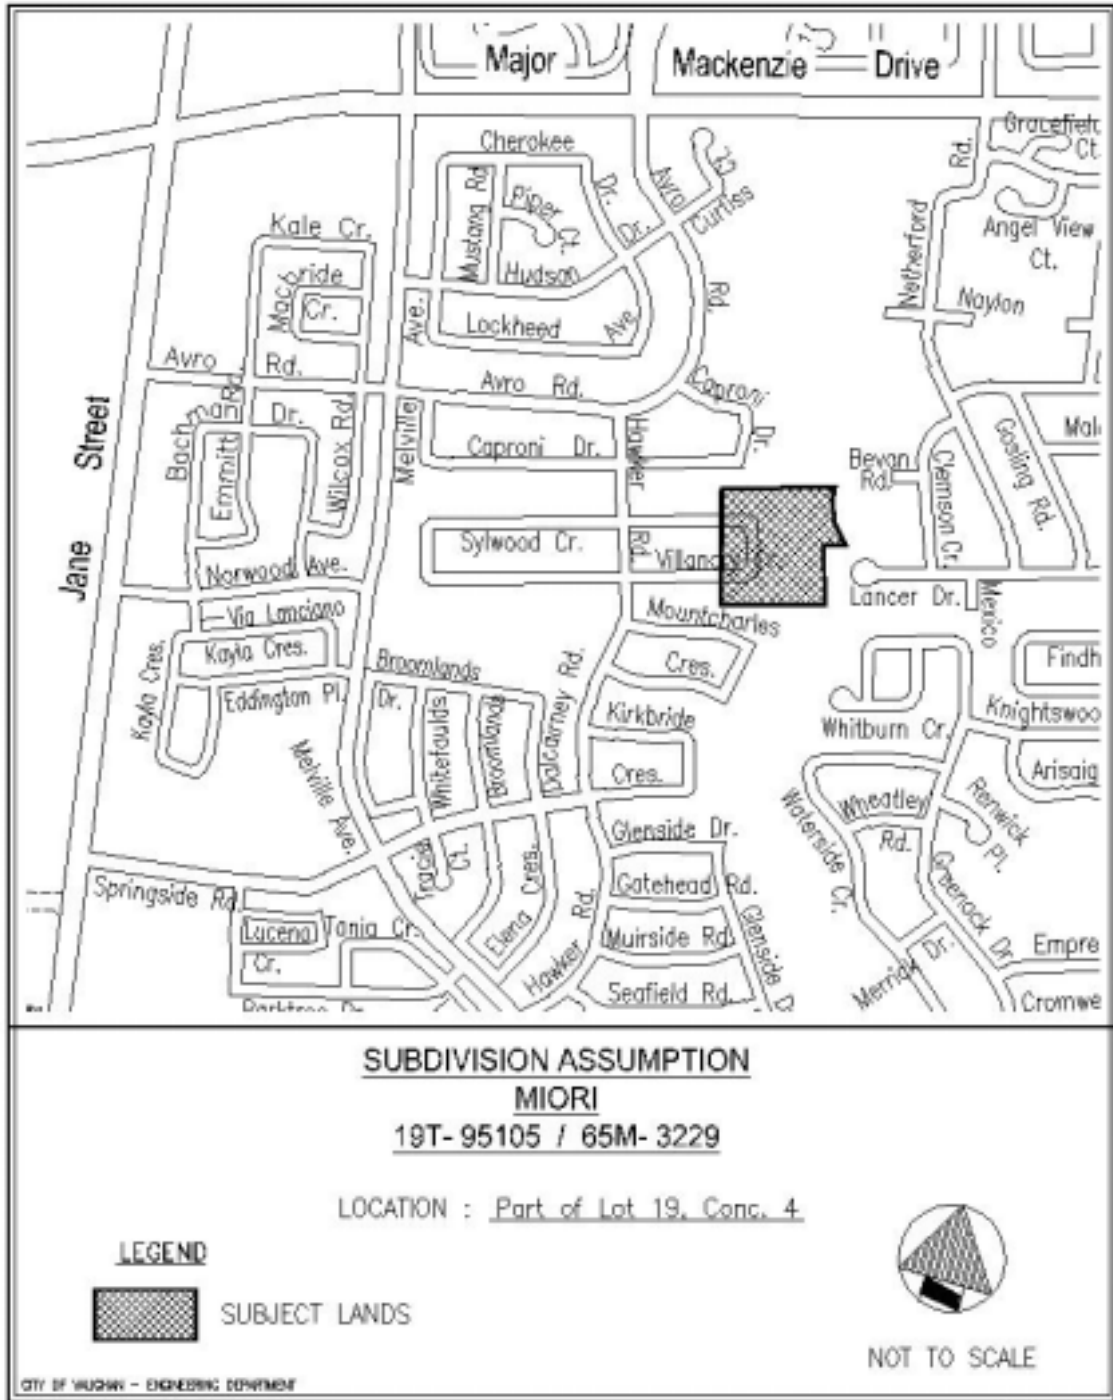 Major Mackenzie Drive
Gracefield
Ct.
Cherokee
Dr.
Avro
Rd.
Curtiss
Ct.
Mustang Rd
Piper
Ct.
Angel View
Ct.
Kale Cr.
Netherford
Rd.
Hudson
Dr.
Macbride
Cr.
Naylon
Lockheed
Ave
Ave.
Avro Rd.
Avro Rd.
Caproni
Dr.
Jane Street
Bachman
Rd.
Dr.
Emmitt
Wilcox Rd.
Melville
Caproni Dr.
Hawker
Rd.
Bevan
Rd.
Clemson Cr.
Gosling Rd.
Sylwood Cr.
Norwood Ave.
Lancer Dr.
Mexico
Via Lanciano
Kayla Cres.
Kayla Cres.
Mountcharles
Cres.
Findh
Broomlands
Dr.
Eddington Pl.
Dalcairney Rd.
Kirkbride
Cres.
Whitburn Cr.
Knightswoo
Arisaig
Whitefaulds
Broomlands
Melville Ave.
Wheatley
Rd.
Renwick
Pl.
Waterside Cr.
Glenside Dr.
Springside Rd.
Ct.
Gatehead Rd.
Greenock Dr
Lucena
Cr.
Tania Cr.
Elena Cres.
Hawker Rd.
Muirside Rd.
Glenside D
Merrick Dr.
Empre
Seafield Rd.
Cromwe
SUBDIVISION ASSUMPTION
MIORI
19T-95105 / 65M-3229
LOCATION : Part of Lot 19, Conc. 4
LEGEND
SUBJECT LANDS
NOT TO SCALE
CITY OF VAUGHAN - ENGINEERING DEPARTMENT